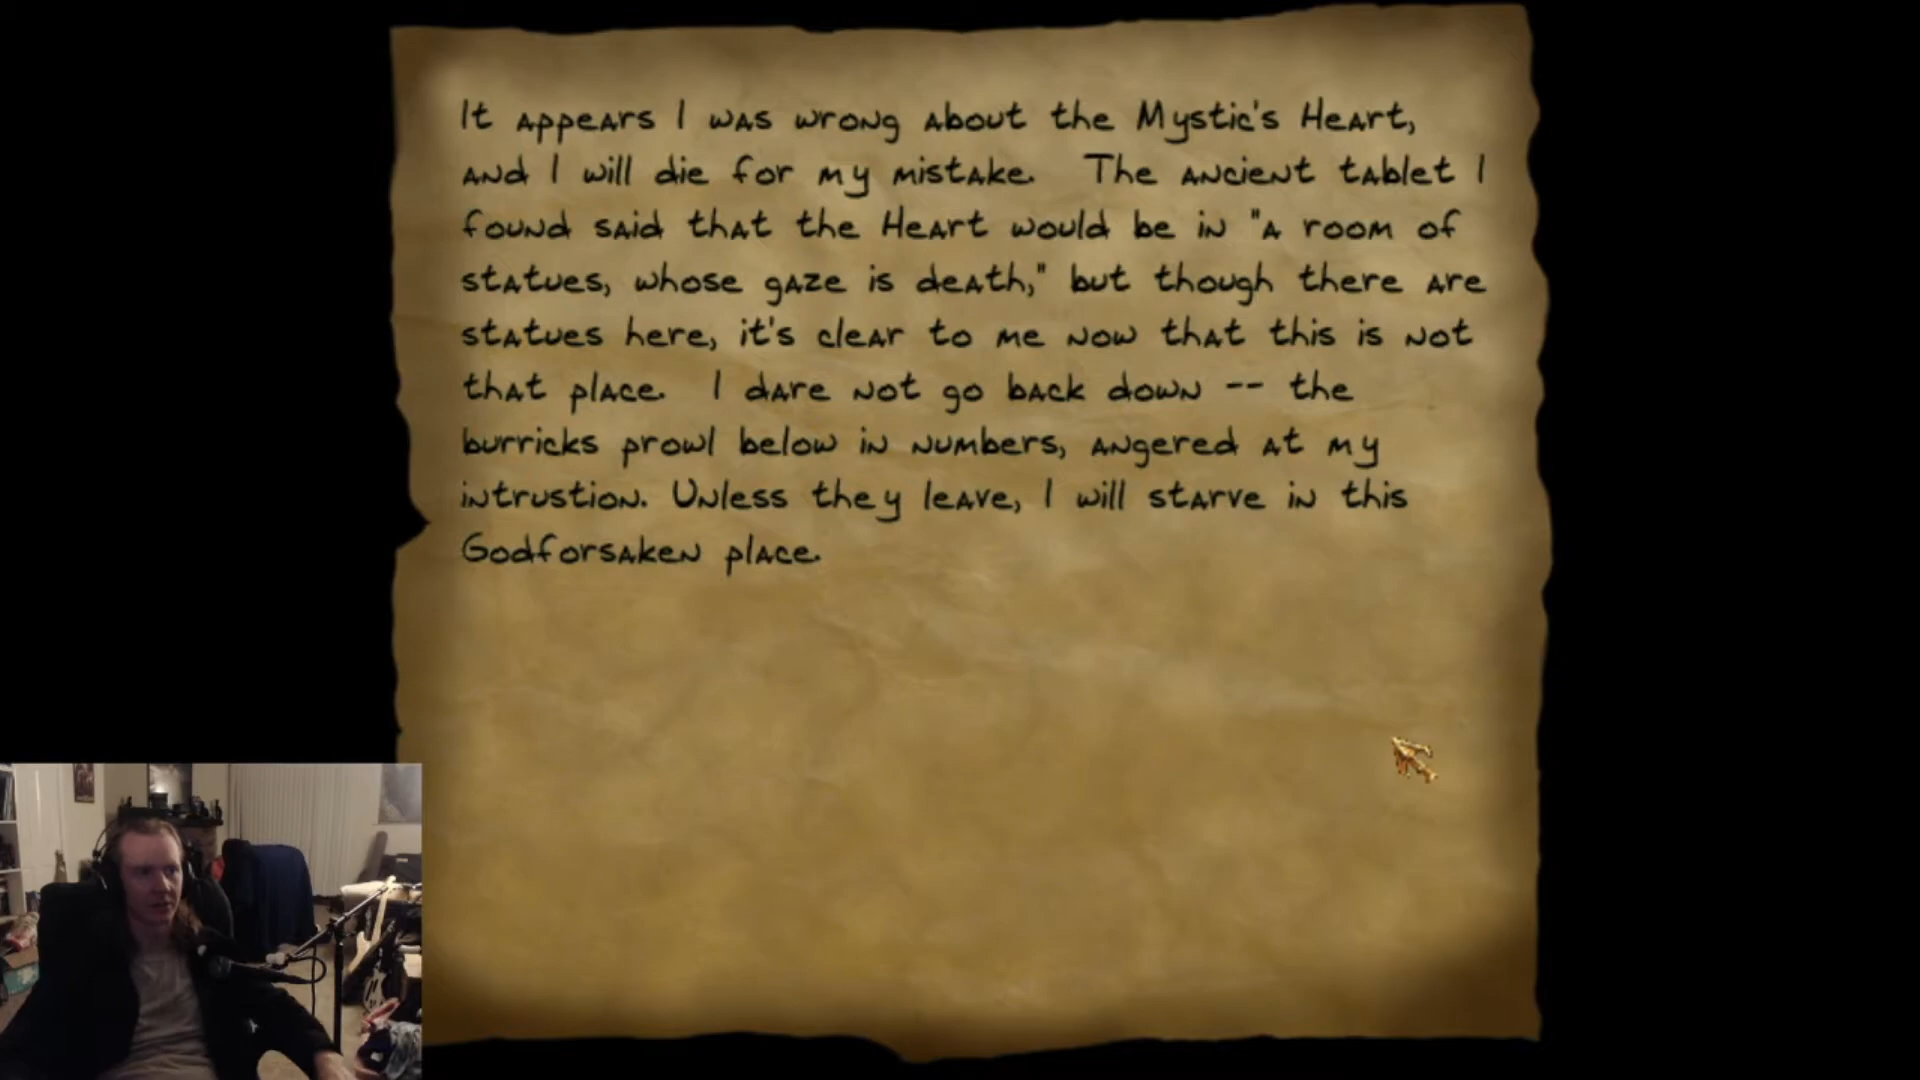 It appears I was wrong about the Mystic's Heart,
and I will die for my mistake.  The ancient tablet I
found said that the Heart would be in "a room of
statues, whose gaze is death," but though there are
statues here, it's clear to me now that this is not
that place.  I dare not go back down -- the
burricks prowl below in numbers, angered at my
intrustion. Unless they leave, I will starve in this
Godforsaken place.